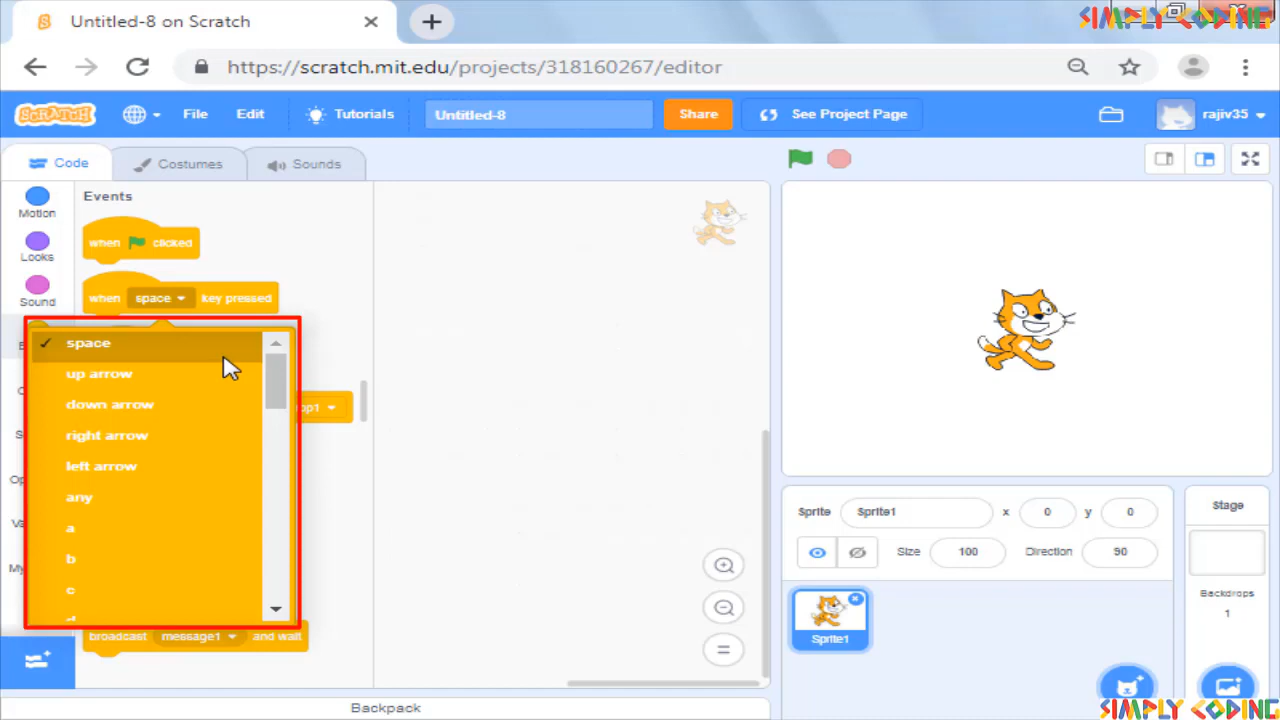 Untitled-8 on Scratch
SIMPLY CODING
https://scratch.mit.edu/projects/318160267/editor
SCRATCH File Edit Tutorials Untitled-8 Share See Project Page rajiv35
Code Costumes Sounds
Motion
Looks
Sound
Events
when clicked
when space key pressed
space
up arrow
down arrow
right arrow
left arrow
any
a
b
c
d
broadcast message1 and wait
Backpack
Sprite Sprite1 x 0 y 0
Size 100 Direction 90
Sprite1
Stage
Backdrops
1
SIMPLY CODING